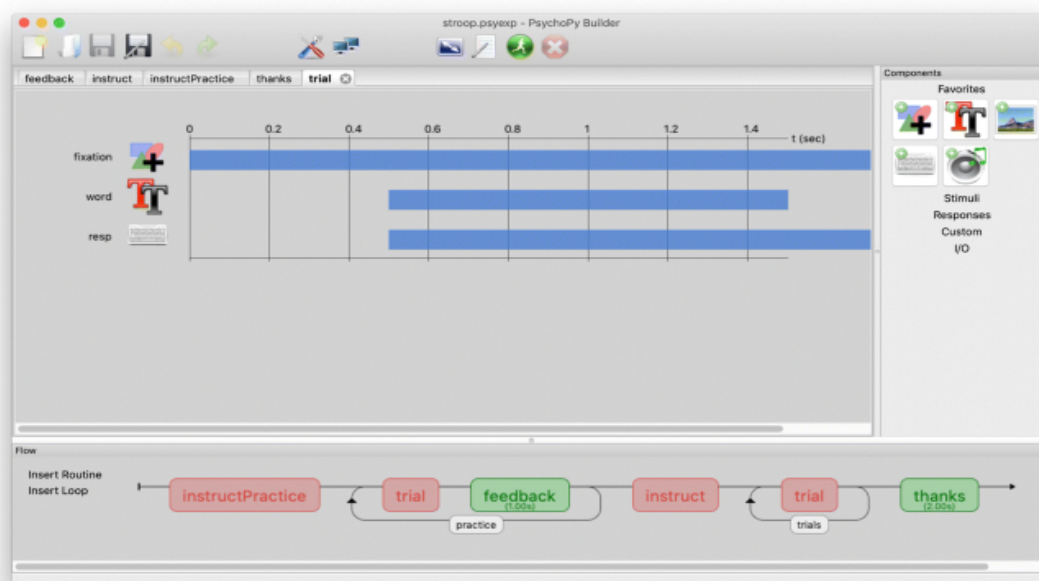 stroop.psyexp - PsychoPy Builder
feedback instruct instructPractice thanks trial
Components
Favorites
0 0.2 0.4 0.6 0.8 1 1.2 1.4
t (sec)
fixation
word
resp
Stimuli
Responses
Custom
I/O
Flow
Insert Routine
Insert Loop
instructPractice trial feedback instruct trial thanks
(1.00s) (2.00s)
practice trials